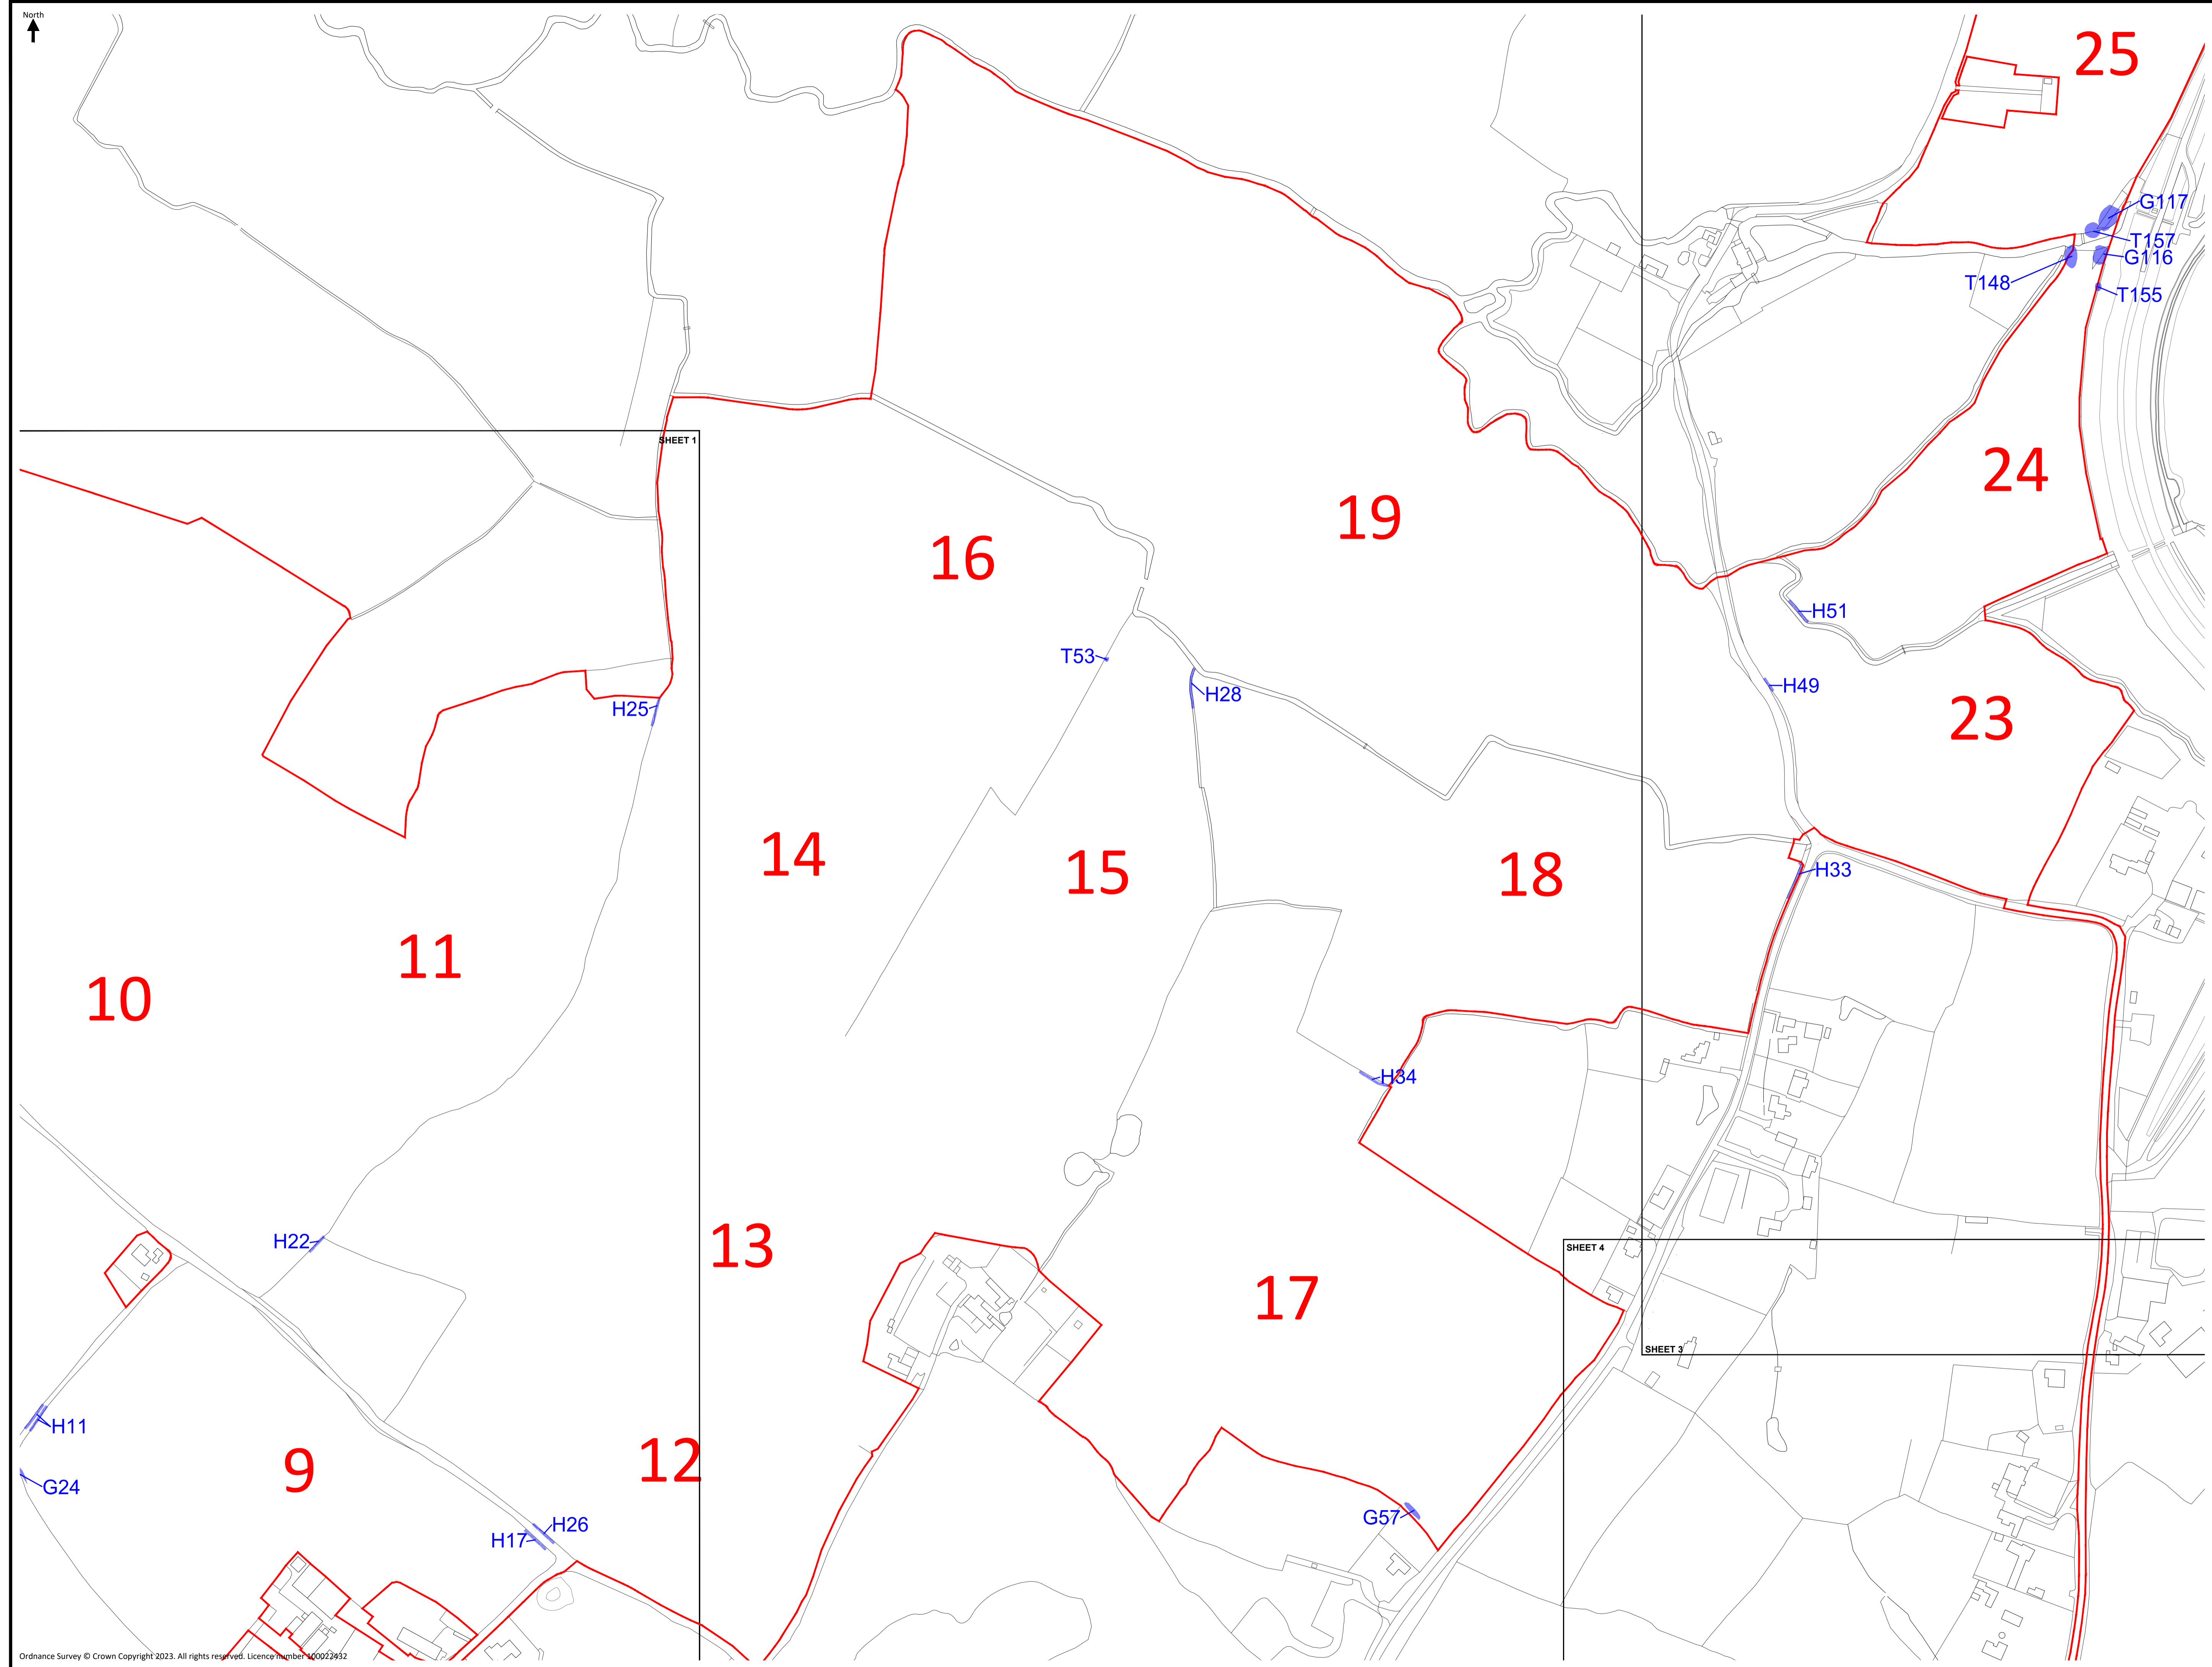 North
25
G117
T157
G116
T148
T155
SHEET 1
24
19
16
H51
T53
H49
H28
H25
23
14
15
18
H33
11
10
H34
H22
13
SHEET 4
17
SHEET 3
H11
12
9
G24
G57
H26
H17
Ordnance Survey © Crown Copyright 2023. All rights reserved. Licence number 100022432